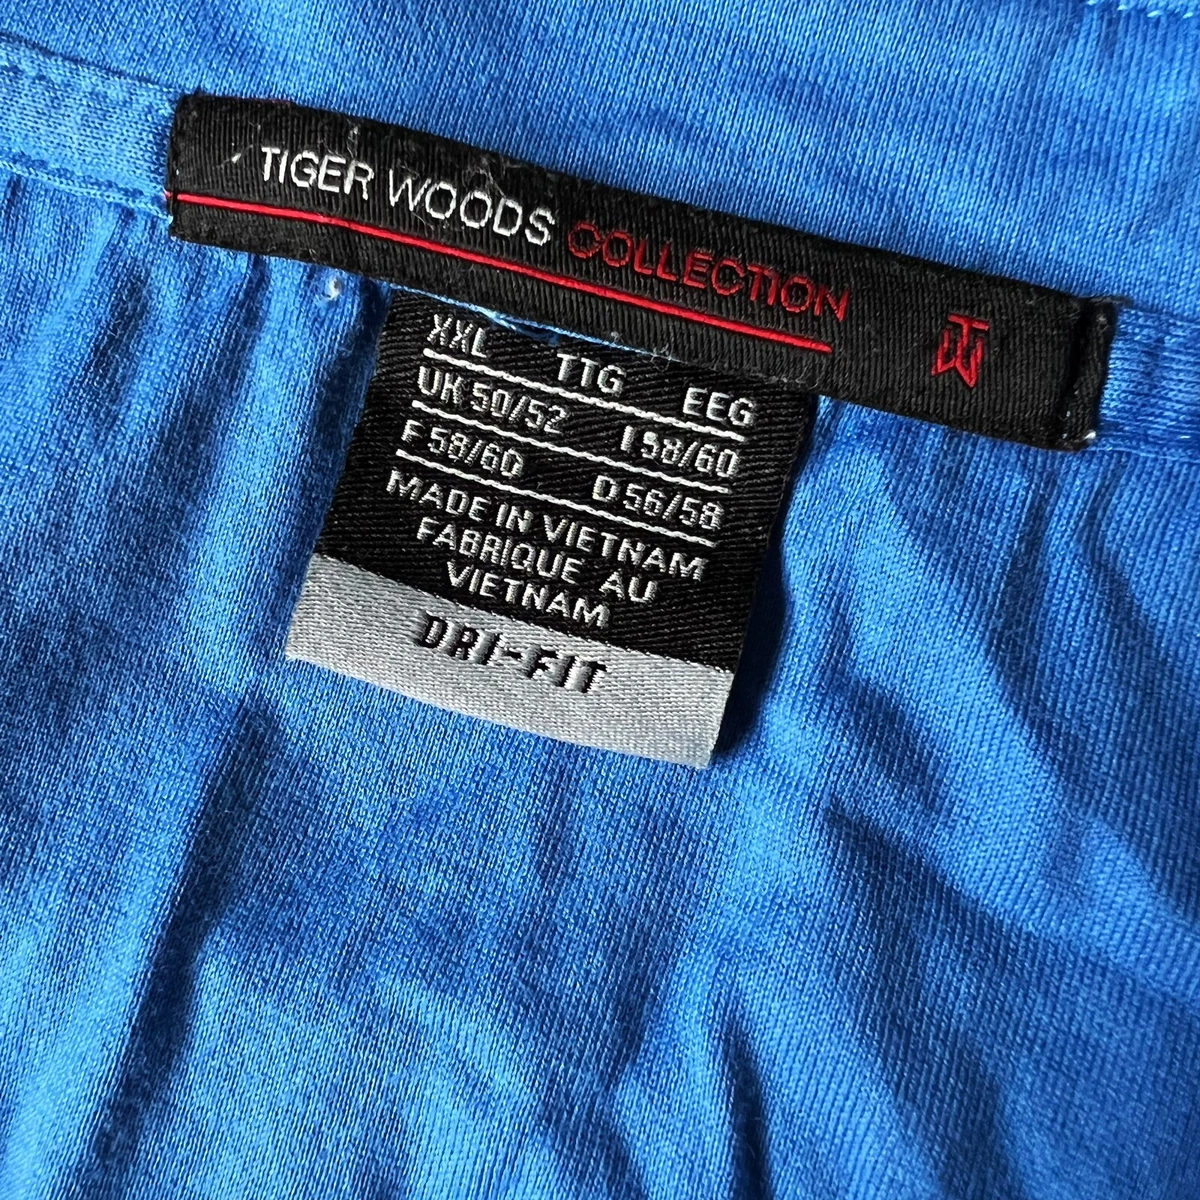 TIGER WOODS COLLECTION TW
XXL TTG EEG
UK 50/52 I 58/60
F 58/60 D 56/58
MADE IN VIETNAM
FABRIQUE AU
VIETNAM
DRI-FIT